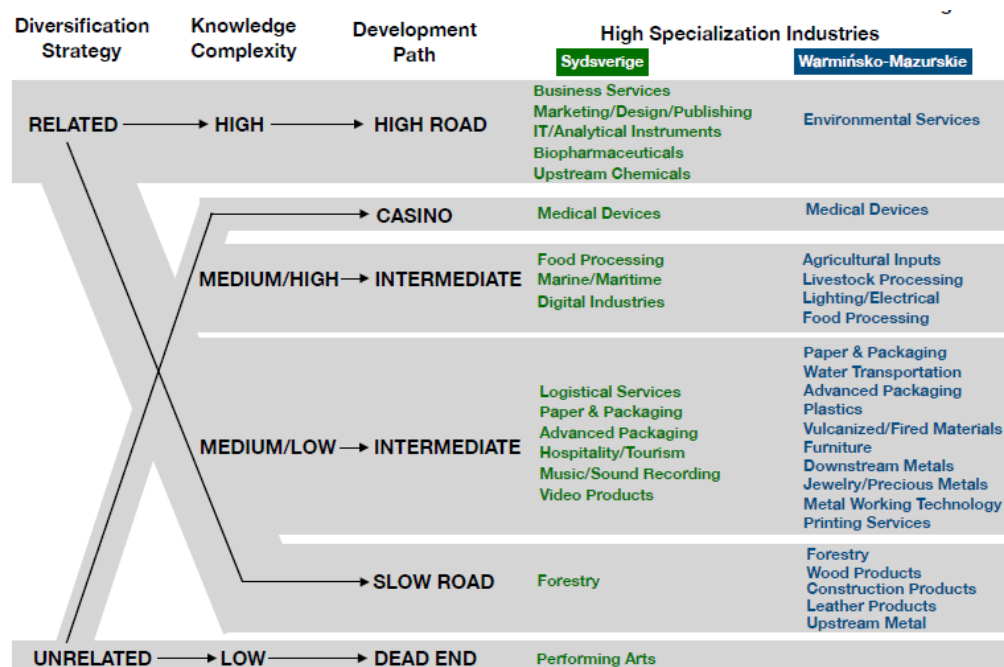 Diversification Strategy
Knowledge Complexity
Development Path
High Specialization Industries
Sydsverige
Warmińsko-Mazurskie
RELATED
HIGH
HIGH ROAD
Business Services
Marketing/Design/Publishing
IT/Analytical Instruments
Biopharmaceuticals
Upstream Chemicals
Environmental Services
CASINO
Medical Devices
Medical Devices
MEDIUM/HIGH
INTERMEDIATE
Food Processing
Marine/Maritime
Digital Industries
Agricultural Inputs
Livestock Processing
Lighting/Electrical
Food Processing
MEDIUM/LOW
INTERMEDIATE
Logistical Services
Paper & Packaging
Advanced Packaging
Hospitality/Tourism
Music/Sound Recording
Video Products
Paper & Packaging
Water Transportation
Advanced Packaging
Plastics
Vulcanized/Fired Materials
Furniture
Downstream Metals
Jewelry/Precious Metals
Metal Working Technology
Printing Services
SLOW ROAD
Forestry
Forestry
Wood Products
Construction Products
Leather Products
Upstream Metal
UNRELATED
LOW
DEAD END
Performing Arts